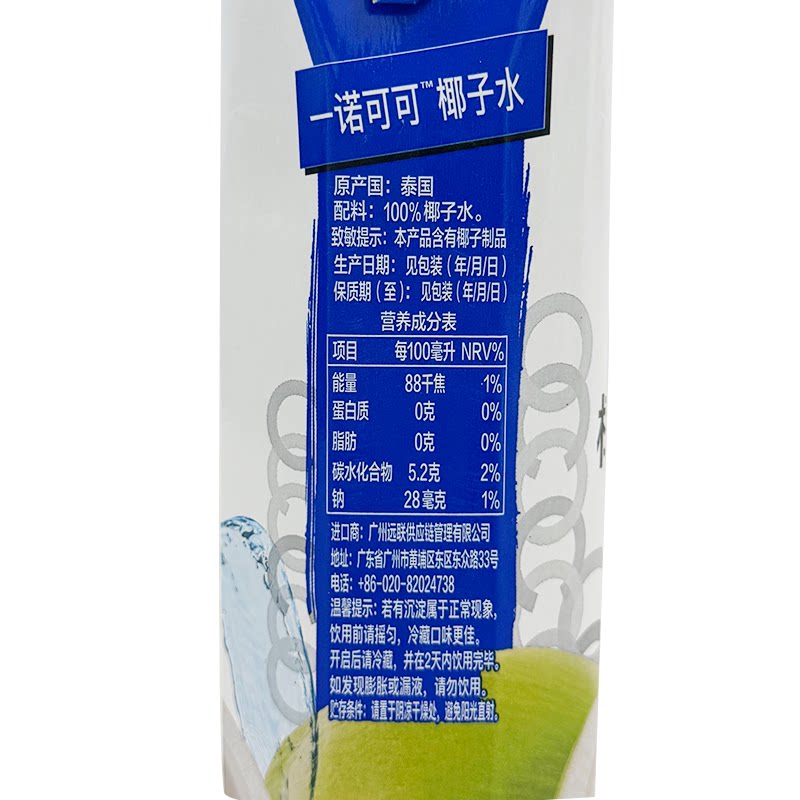 一诺可可™椰子水
原产国：泰国
配料：100%椰子水。
致敏提示：本产品含有椰子制品
生产日期：见包装（年/月/日）
保质期（至）：见包装（年/月/日）
营养成分表
项目 每100毫升 NRV%
能量 88千焦 1%
蛋白质 0克 0%
脂肪 0克 0%
碳水化合物 5.2克 2%
钠 28毫克 1%
进口商：广州远联供应链管理有限公司
地址：广东省广州市黄埔区东区东众路33号
电话：+86-020-82024738
温馨提示：若有沉淀属于正常现象，
饮用前请摇匀，冷藏口味更佳。
开启后请冷藏，并在2天内饮用完毕。
如发现膨胀或漏液，请勿饮用。
贮存条件：请置于阴凉干燥处，避免阳光直射。